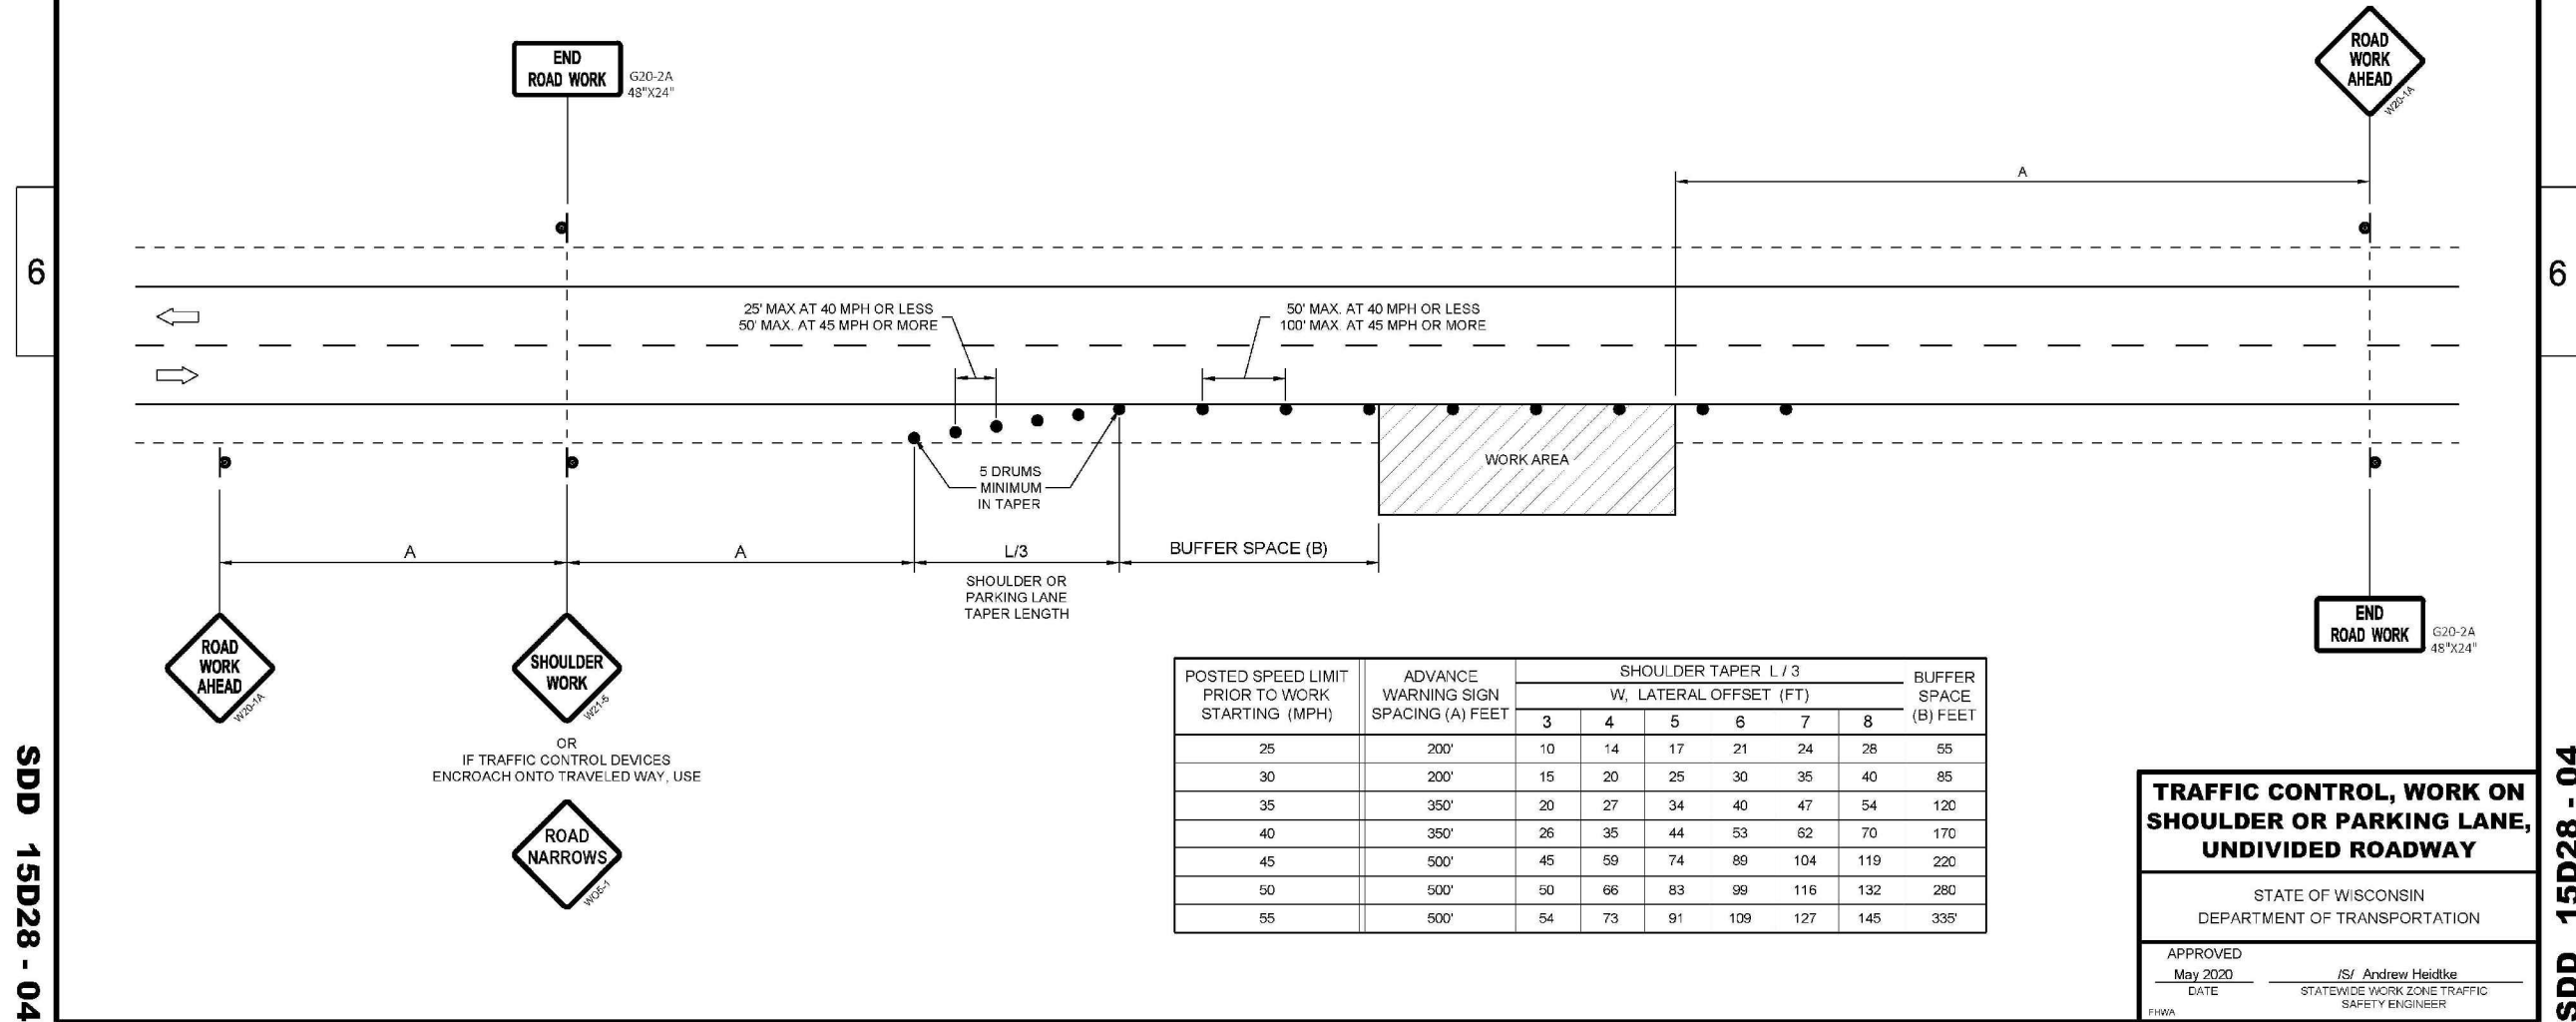 END
ROAD WORK
G20-2A
48"X24"
ROAD
WORK
AHEAD
W20-1A
A
6
6
25' MAX AT 40 MPH OR LESS
50' MAX. AT 45 MPH OR MORE
50' MAX. AT 40 MPH OR LESS
100' MAX. AT 45 MPH OR MORE
5 DRUMS
MINIMUM
IN TAPER
WORK AREA
A
A
L/3
BUFFER SPACE (B)
SHOULDER OR
PARKING LANE
TAPER LENGTH
ROAD
WORK
AHEAD
W20-1A
SHOULDER
WORK
W21-5
END
ROAD WORK
G20-2A
48"X24"
OR
IF TRAFFIC CONTROL DEVICES
ENCROACH ONTO TRAVELED WAY, USE
ROAD
NARROWS
W05-1
POSTED SPEED LIMIT
PRIOR TO WORK
STARTING (MPH)
ADVANCE
WARNING SIGN
SPACING (A) FEET
SHOULDER TAPER L / 3
W, LATERAL OFFSET (FT)
BUFFER
SPACE
(B) FEET
3 4 5 6 7 8
25 200' 10 14 17 21 24 28 55
30 200' 15 20 25 30 35 40 85
35 350' 20 27 34 40 47 54 120
40 350' 26 35 44 53 62 70 170
45 500' 45 59 74 89 104 119 220
50 500' 50 66 83 99 116 132 280
55 500' 54 73 91 109 127 145 335'
SDD 15D28 - 04
SDD 15D28 - 04
TRAFFIC CONTROL, WORK ON
SHOULDER OR PARKING LANE,
UNDIVIDED ROADWAY
STATE OF WISCONSIN
DEPARTMENT OF TRANSPORTATION
APPROVED
May 2020
DATE
/S/ Andrew Heidtke
STATEWIDE WORK ZONE TRAFFIC
SAFETY ENGINEER
FHWA